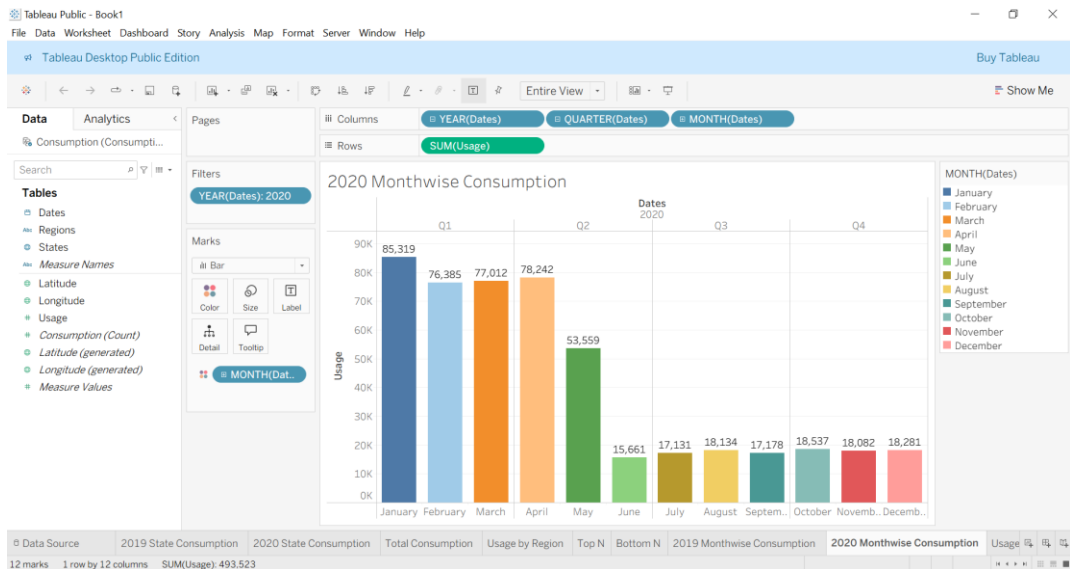 Tableau Public - Book1
File Data Worksheet Dashboard Story Analysis Map Format Server Window Help
Tableau Desktop Public Edition
Buy Tableau
Entire View
Show Me
Data Analytics
Consumption (Consumpti...
Search
Tables
Dates
Abc Regions
States
Abc Measure Names
Latitude
Longitude
# Usage
# Consumption (Count)
Latitude (generated)
Longitude (generated)
# Measure Values
Pages
Filters
YEAR(Dates): 2020
Marks
Bar
Color Size Label
Detail Tooltip
MONTH(Dat..
Columns YEAR(Dates) QUARTER(Dates) MONTH(Dates)
Rows SUM(Usage)
2020 Monthwise Consumption
Dates
2020
Q1 Q2 Q3 Q4
Usage
90K
80K
70K
60K
50K
40K
30K
20K
10K
0K
85,319 76,385 77,012 78,242 53,559 15,661 17,131 18,134 17,178 18,537 18,082 18,281
January February March April May June July August Septem.. October Novemb.. Decemb..
MONTH(Dates)
January
February
March
April
May
June
July
August
September
October
November
December
Data Source 2019 State Consumption 2020 State Consumption Total Consumption Usage by Region Top N Bottom N 2019 Monthwise Consumption 2020 Monthwise Consumption Usage
12 marks 1 row by 12 columns SUM(Usage): 493,523